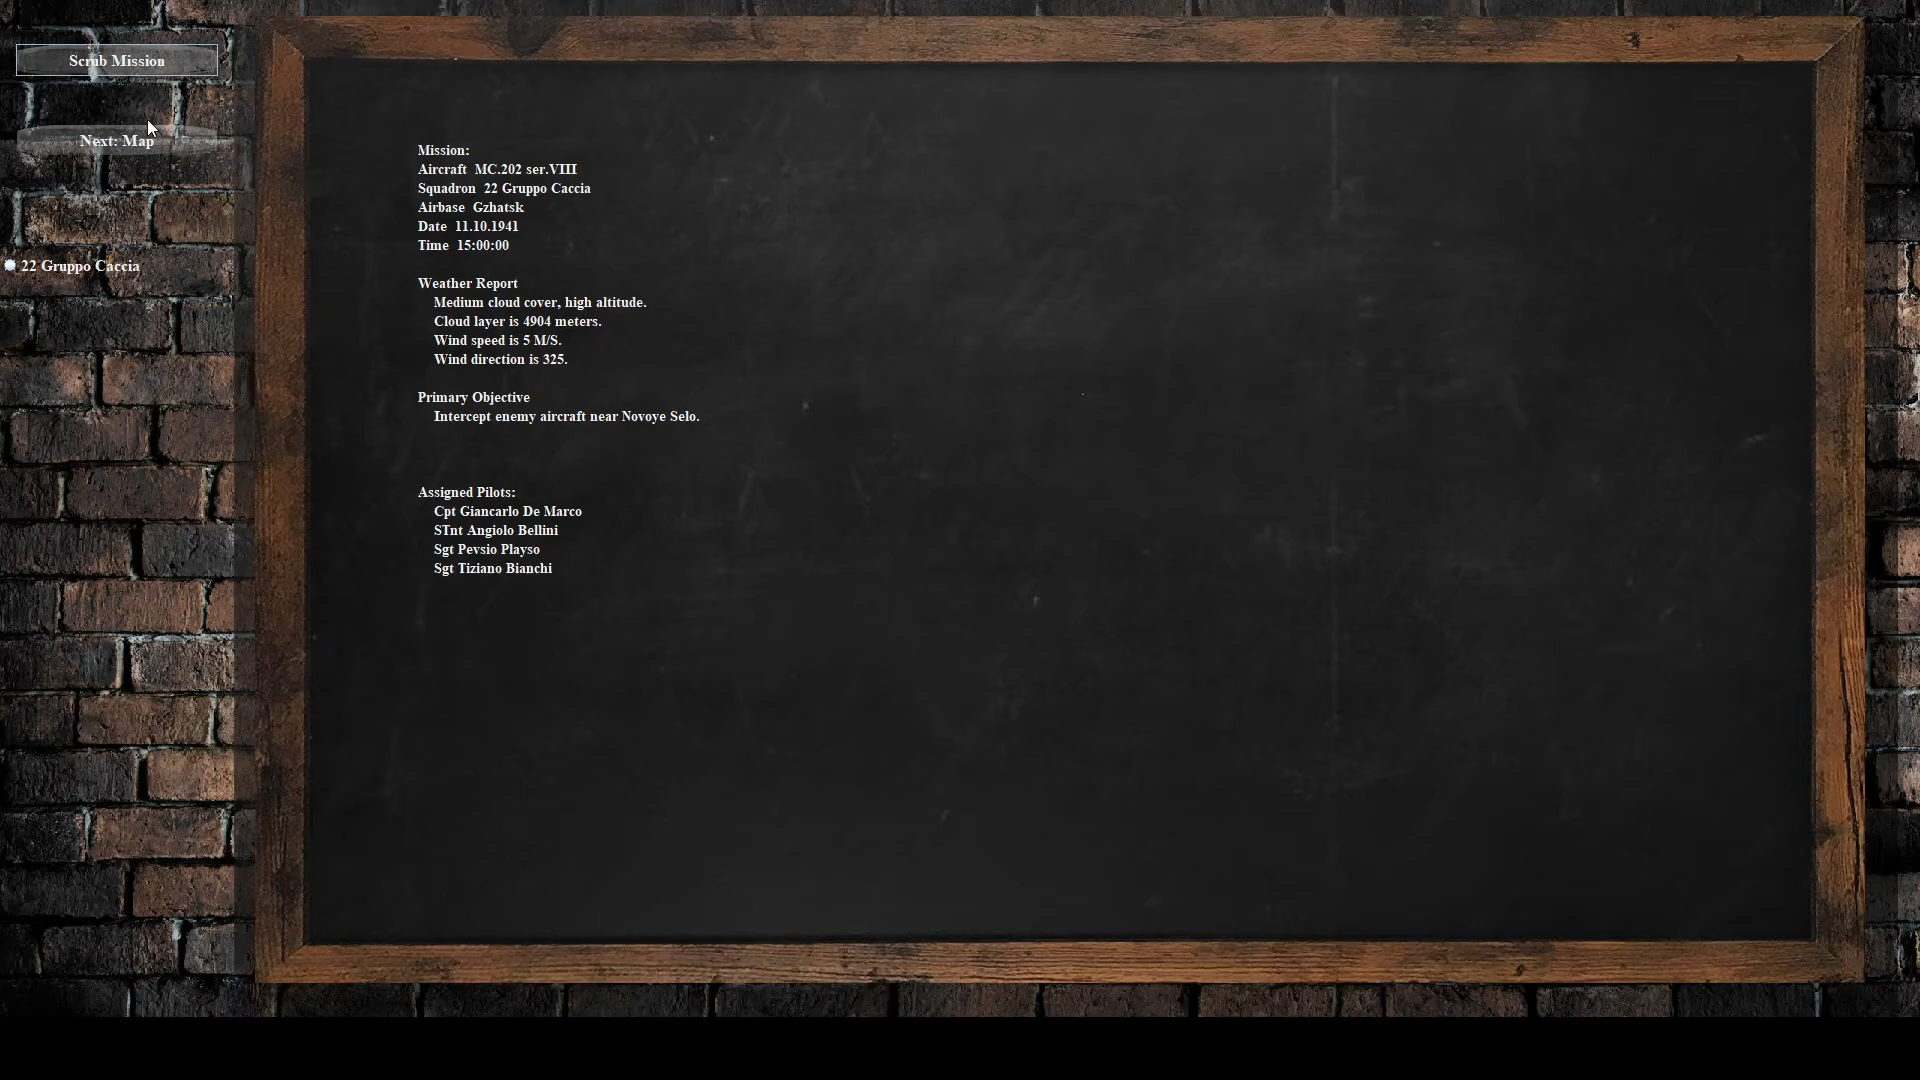 Scrub Mission
Next: Map
22 Gruppo Caccia
Mission:
Aircraft  MC.202 ser.VIII
Squadron  22 Gruppo Caccia
Airbase  Gzhatsk
Date  11.10.1941
Time  15:00:00
Weather Report
Medium cloud cover, high altitude.
Cloud layer is 4904 meters.
Wind speed is 5 M/S.
Wind direction is 325.
Primary Objective
Intercept enemy aircraft near Novoye Selo.
Assigned Pilots:
Cpt Giancarlo De Marco
STnt Angiolo Bellini
Sgt Pevsio Playso
Sgt Tiziano Bianchi